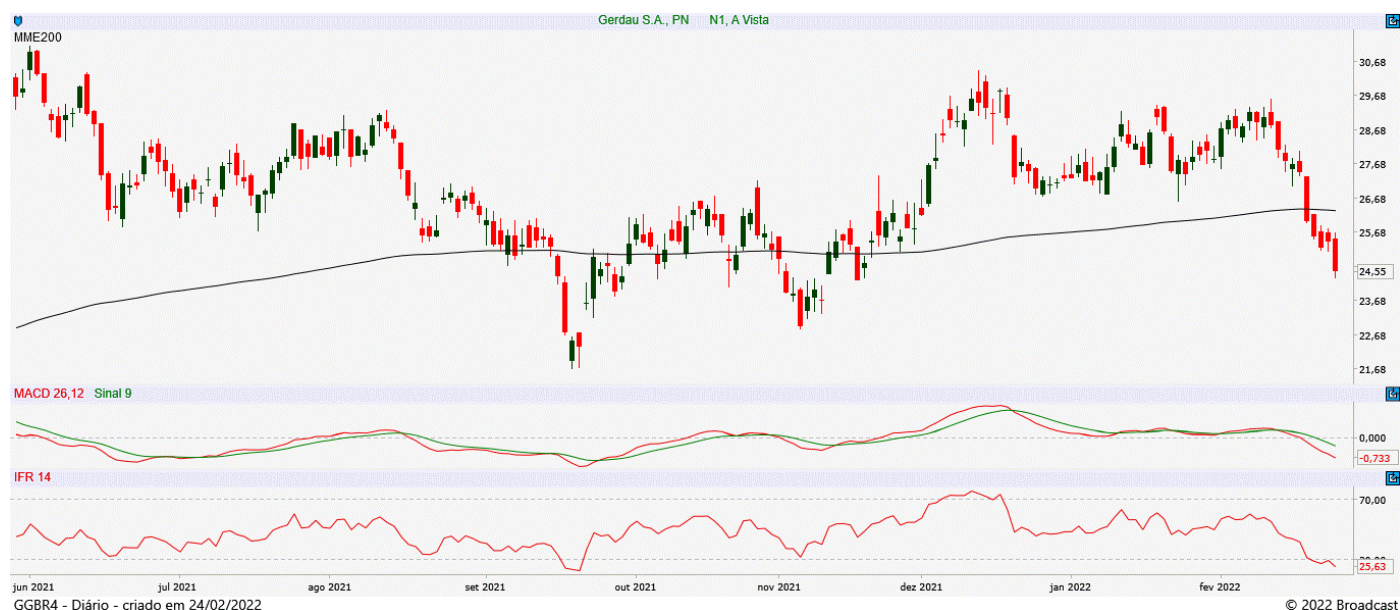 Gerdau S.A., PN N1, A Vista
MME200
30,68
29,68
28,68
27,68
26,68
25,68
24,55
23,68
22,68
21,68
MACD 26,12 Sinal 9
0,000
-0,733
IFR 14
70,00
25,63
jun 2021 jul 2021 ago 2021 set 2021 out 2021 nov 2021 dez 2021 jan 2022 fev 2022
GGBR4 - Diário - criado em 24/02/2022 © 2022 Broadcast